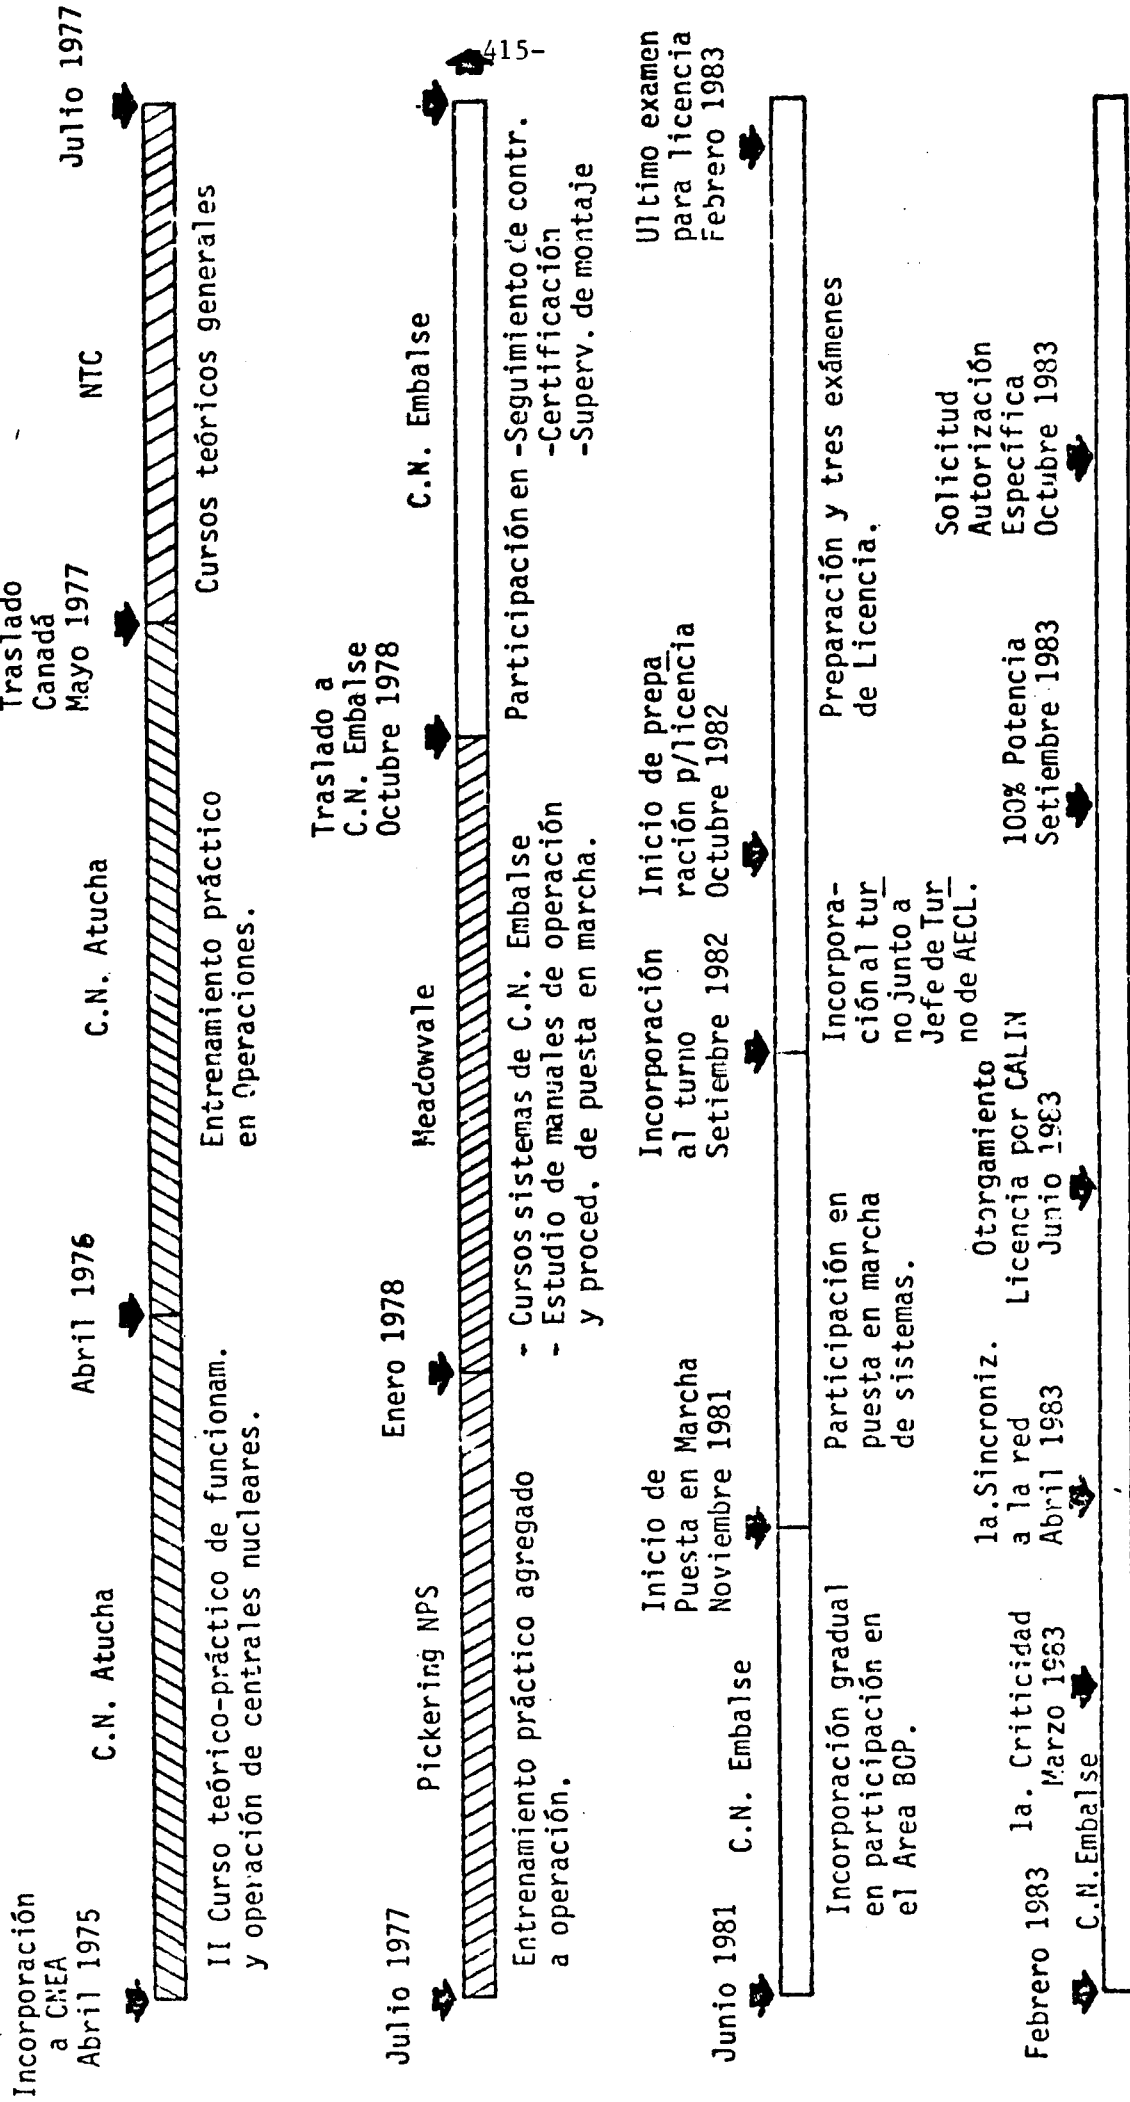 Incorporación
a CNEA
Abril 1975
C.N. Atucha
Abril 1976
C.N. Atucha
Traslado
Canadá
Mayo 1977
NTC
Julio 1977
II Curso teórico-práctico de funcionam.
y operación de centrales nucleares.
Entrenamiento práctico
en Operaciones.
Cursos teóricos generales
Julio 1977
Pickering NPS
Enero 1978
Meadowvale
Traslado a
C.N. Embalse
Octubre 1978
C.N. Embalse
415-
Entrenamiento práctico agregado
a operación.
- Cursos sistemas de C.N. Embalse
- Estudio de manuales de operación
y proced. de puesta en marcha.
Participación en -Seguimiento de contr.
-Certificación
-Superv. de montaje
Junio 1981
C.N. Embalse
Inicio de
Puesta en Marcha
Noviembre 1981
Incorporación
al turno
Setiembre 1982
Inicio de prepa
ración p/licencia
Octubre 1982
Ultimo examen
para licencia
Febrero 1983
Incorporación gradual
en participación en
el Area BOP.
Participación en
puesta en marcha
de sistemas.
Incorpora-
ción al tur
no junto a
Jefe de Tur
no de AECL.
Preparación y tres exámenes
de Licencia.
Febrero 1983
C.N. Embalse
1a. Criticidad
Marzo 1983
1a.Sincroniz.
a la red
Abril 1983
Otorgamiento
Licencia por CALIN
Junio 1983
100% Potencia
Setiembre 1983
Solicitud
Autorización
Específica
Octubre 1983